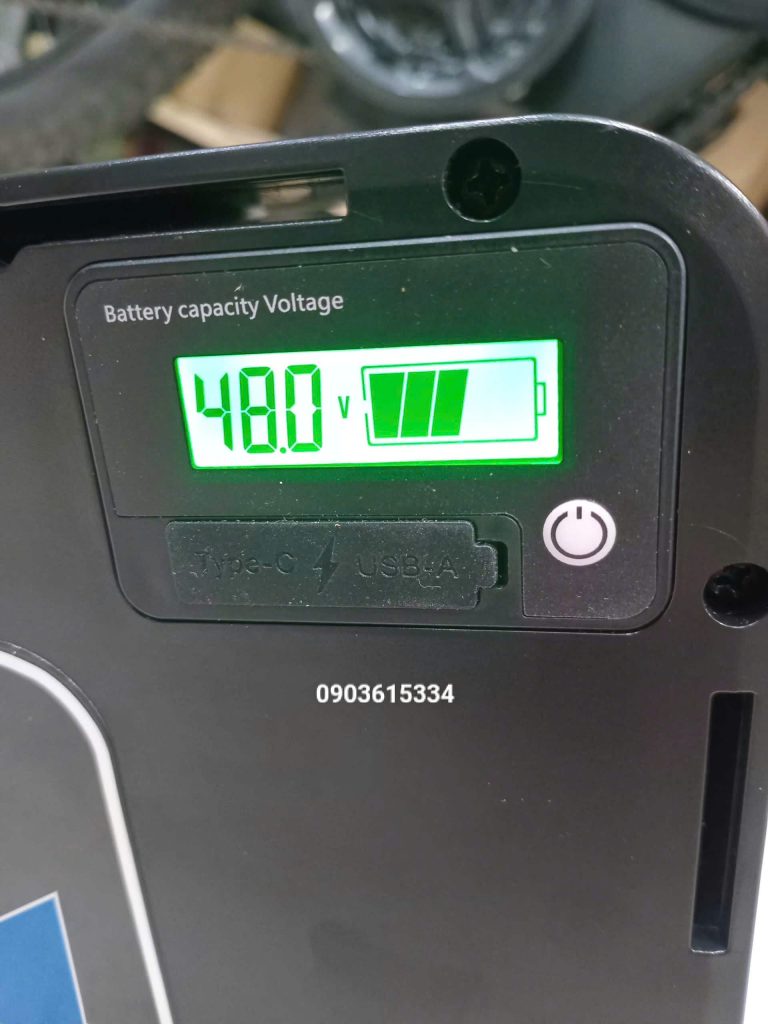 Battery capacity Voltage
48.0 V
Type-C USB-A
0903615334